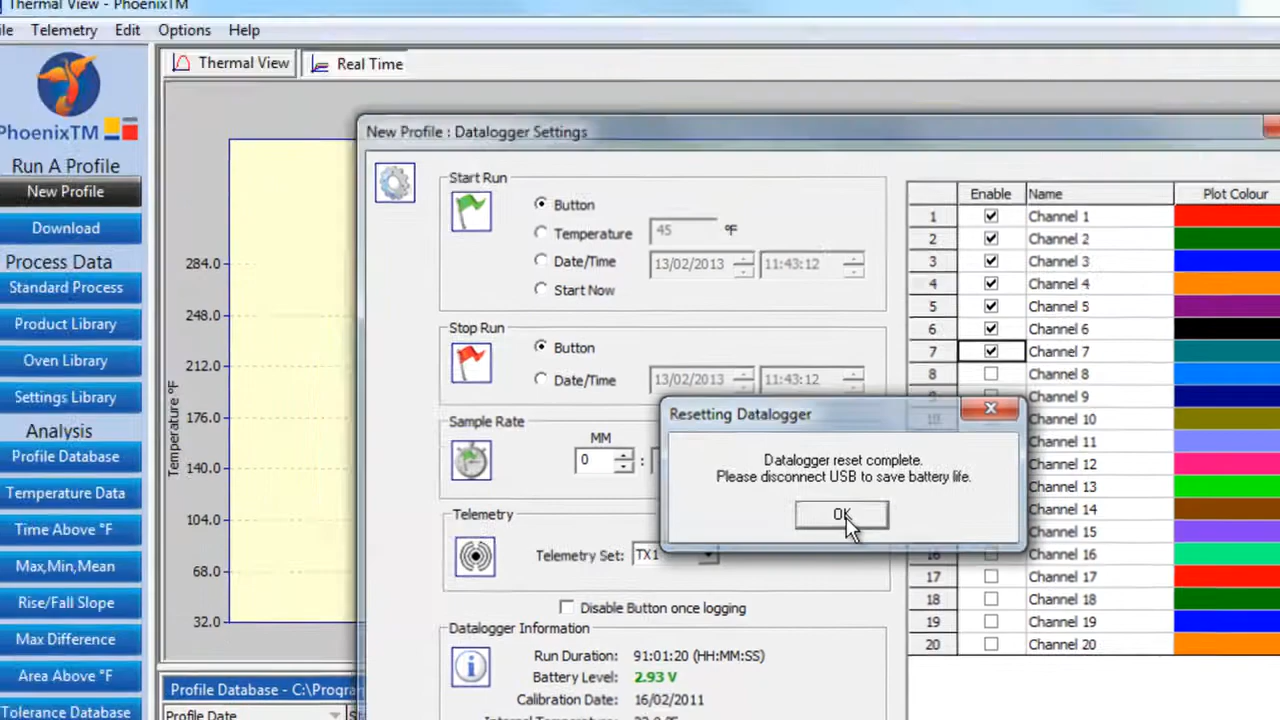 Thermal View - PhoenixTM
Telemetry Edit Options Help
Thermal View
Real Time
PhoenixTM
Run A Profile
New Profile
Download
Process Data
Standard Process
Product Library
Oven Library
Settings Library
Analysis
Profile Database
Temperature Data
Time Above °F
Max,Min,Mean
Rise/Fall Slope
Max Difference
Area Above °F
Tolerance Database
Temperature °F
284.0
248.0
212.0
176.0
140.0
104.0
68.0
32.0
Profile Database - C:\Progra
Profile Date
New Profile : Datalogger Settings
Start Run
Button
Temperature 45 °F
Date/Time 13/02/2013 11:43:12
Start Now
Stop Run
Button
Date/Time 13/02/2013 11:43:12
Sample Rate
MM
0 :
Telemetry
Telemetry Set: TX1
Disable Button once logging
Datalogger Information
Run Duration: 91:01:20 (HH:MM:SS)
Battery Level: 2.93 V
Calibration Date: 16/02/2011
Enable Name Plot Colour
1 Channel 1
2 Channel 2
3 Channel 3
4 Channel 4
5 Channel 5
6 Channel 6
7 Channel 7
8 Channel 8
Channel 9
10 Channel 10
Channel 11
Channel 12
Channel 13
Channel 14
Channel 15
16 Channel 16
17 Channel 17
18 Channel 18
19 Channel 19
20 Channel 20
Resetting Datalogger
Datalogger reset complete.
Please disconnect USB to save battery life.
OK